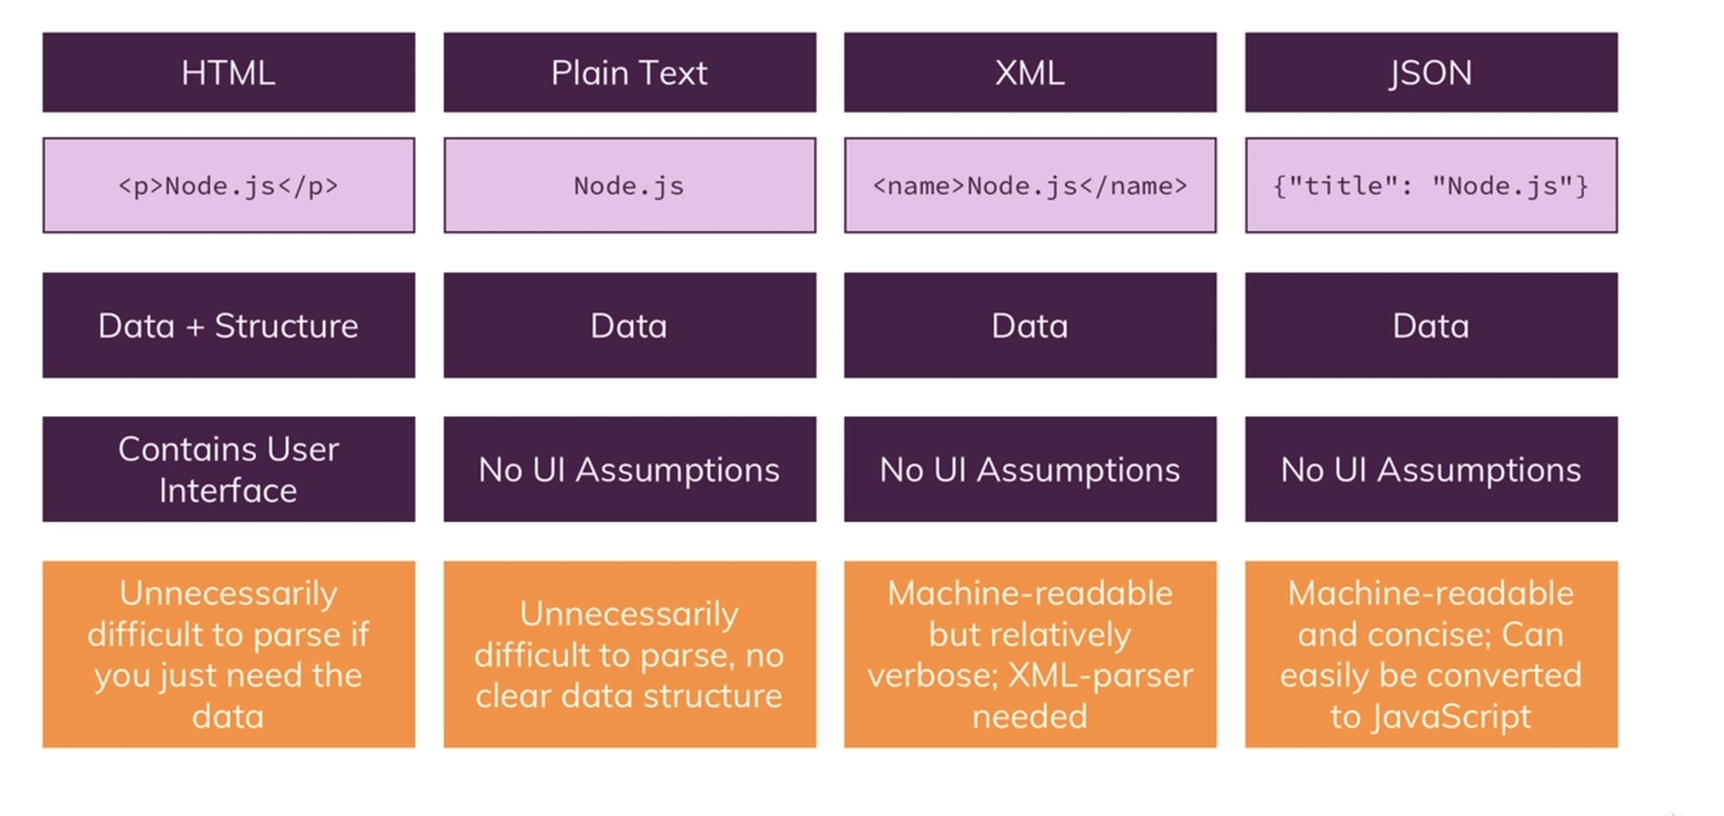 HTML
Plain Text
XML
JSON
<p>Node.js</p>
Node.js
<name>Node.js</name>
{"title": "Node.js"}
Data + Structure
Data
Data
Data
Contains User
Interface
No UI Assumptions
No UI Assumptions
No UI Assumptions
Unnecessarily
difficult to parse if
you just need the
data
Unnecessarily
difficult to parse, no
clear data structure
Machine-readable
but relatively
verbose; XML-parser
needed
Machine-readable
and concise; Can
easily be converted
to JavaScript